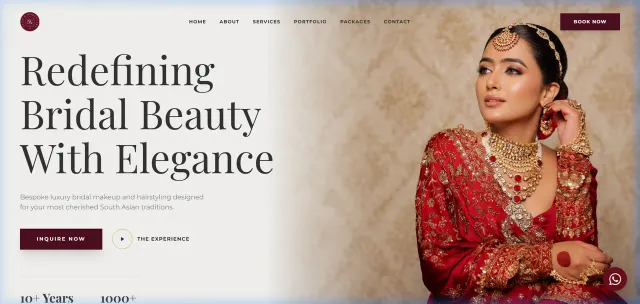 HOME ABOUT SERVICES PORTFOLIO PACKAGES CONTACT
BOOK NOW
Redefining
Bridal Beauty
With Elegance
Bespoke luxury bridal makeup and hairstyling designed
for your most cherished South Asian traditions.
INQUIRE NOW
THE EXPERIENCE
10+ Years
1000+